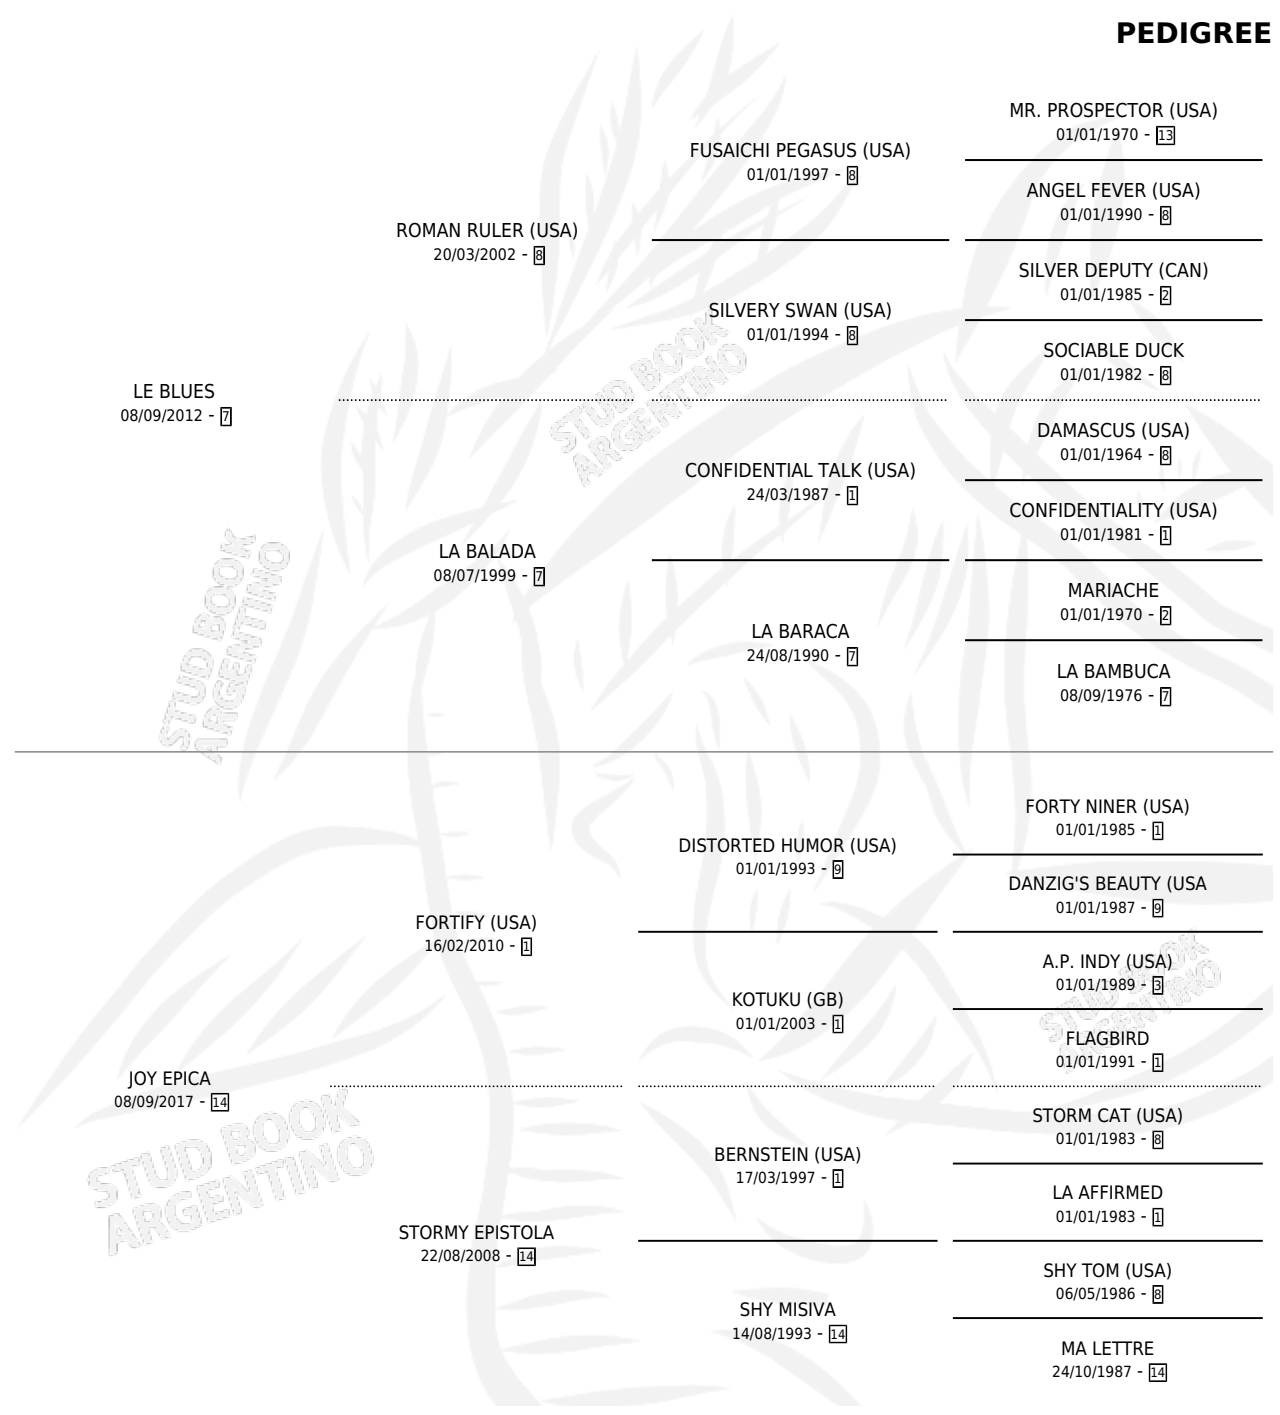 PEDIGREE
MR. PROSPECTOR (USA)
01/01/1970 - 13
FUSAICHI PEGASUS (USA)
01/01/1997 - 8
ANGEL FEVER (USA)
01/01/1990 - 8
ROMAN RULER (USA)
20/03/2002 - 8
SILVER DEPUTY (CAN)
01/01/1985 - 2
SILVERY SWAN (USA)
01/01/1994 - 8
SOCIABLE DUCK
01/01/1982 - 8
LE BLUES
08/09/2012 - 7
STUD BOOK
ARGENTINO
DAMASCUS (USA)
01/01/1964 - 8
CONFIDENTIAL TALK (USA)
24/03/1987 - 1
CONFIDENTIALITY (USA)
01/01/1981 - 1
LA BALADA
08/07/1999 - 7
MARIACHE
01/01/1970 - 2
LA BARACA
24/08/1990 - 7
LA BAMBUCA
08/09/1976 - 7
STUD BOOK
ARGENTINO
FORTY NINER (USA)
01/01/1985 - 1
DISTORTED HUMOR (USA)
01/01/1993 - 9
DANZIG'S BEAUTY (USA
01/01/1987 - 9
FORTIFY (USA)
16/02/2010 - 1
A.P. INDY (USA)
01/01/1989 - 3
KOTUKU (GB)
01/01/2003 - 1
STUD BOOK
ARGENTINO
FLAGBIRD
01/01/1991 - 1
JOY EPICA
08/09/2017 - 14
STORM CAT (USA)
01/01/1983 - 8
BERNSTEIN (USA)
17/03/1997 - 1
STUD BOOK
ARGENTINO
LA AFFIRMED
01/01/1983 - 1
STORMY EPISTOLA
22/08/2008 - 14
SHY TOM (USA)
06/05/1986 - 8
SHY MISIVA
14/08/1993 - 14
MA LETTRE
24/10/1987 - 14